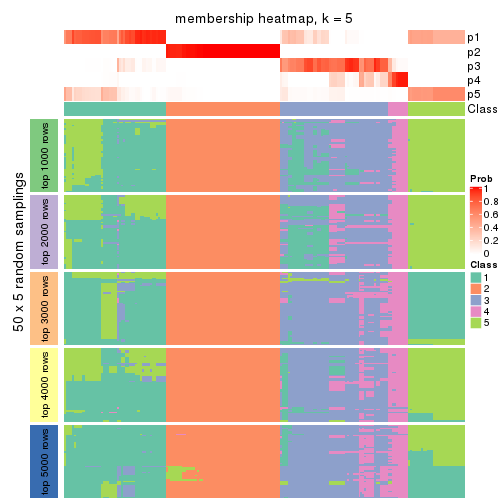 membership heatmap, k = 5
p1
p2
p3
p4
p5
Class
50 x 5 random samplings
top 1000 rows
top 2000 rows
top 3000 rows
top 4000 rows
top 5000 rows
Prob
1
0.8
0.6
0.4
0.2
0
Class
1
2
3
4
5